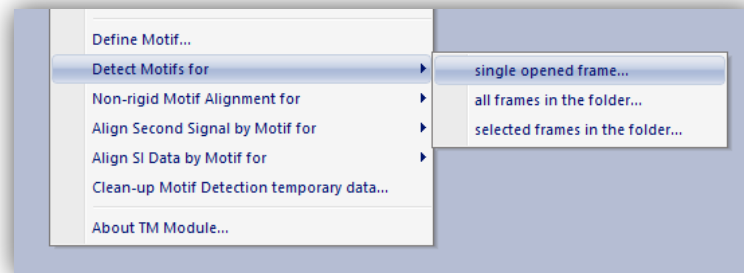 Define Motif...
Detect Motifs for
single opened frame...
all frames in the folder...
selected frames in the folder...
Non-rigid Motif Alignment for
Align Second Signal by Motif for
Align SI Data by Motif for
Clean-up Motif Detection temporary data...
About TM Module...